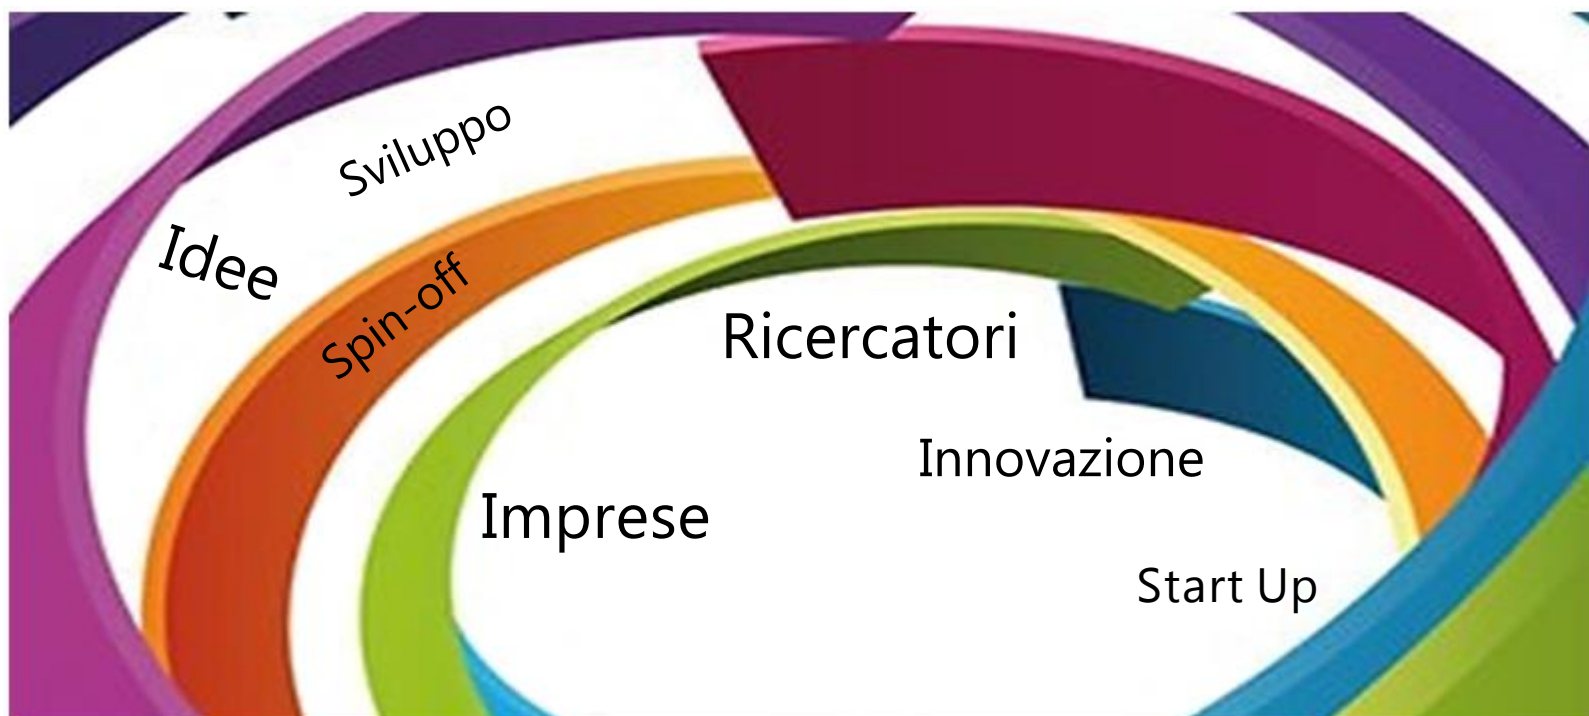 Sviluppo
Idee
Spin-off
Ricercatori
Innovazione
Imprese
Start Up